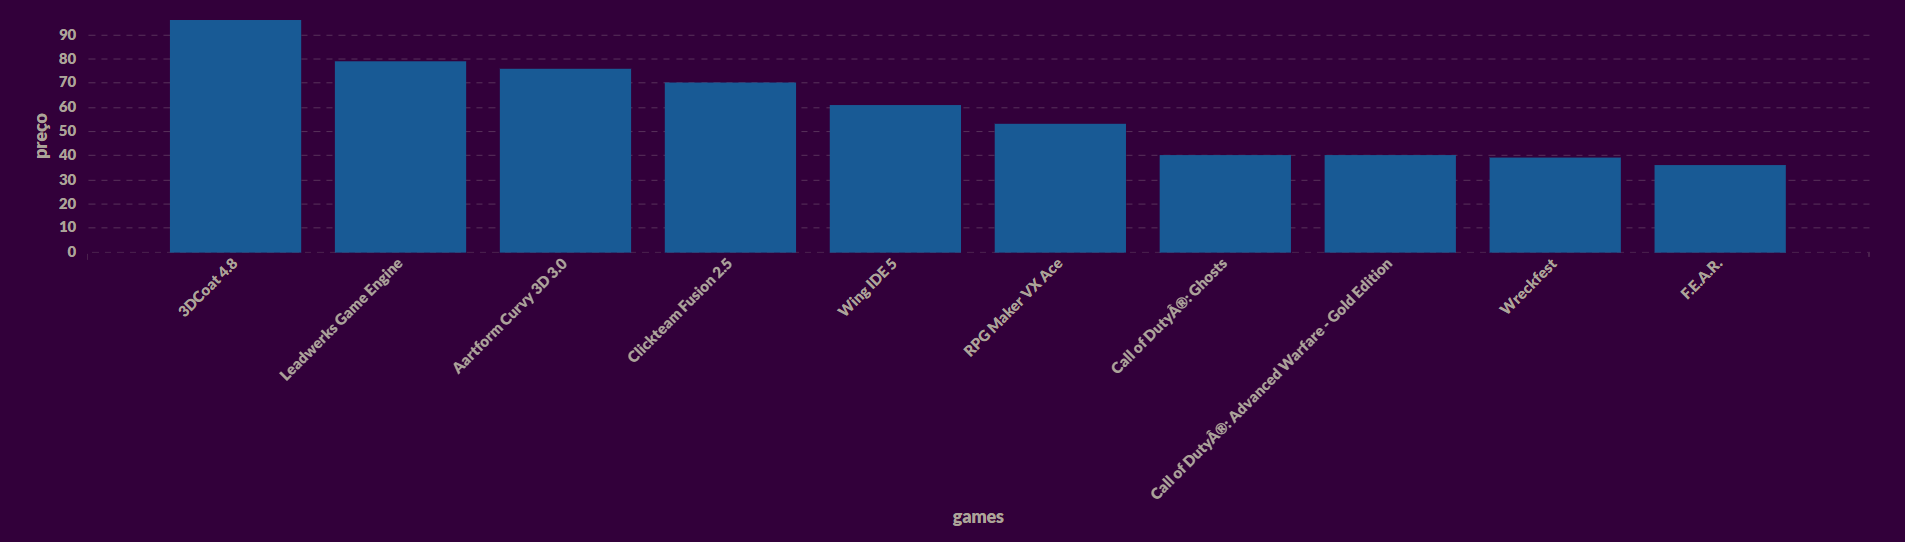 preço
90
80
70
60
50
40
30
20
10
0
3DCoat 4.8
Leadwerks Game Engine
Aartform Curvy 3D 3.0
Clickteam Fusion 2.5
Wing IDE 5
RPG Maker VX Ace
Call of DutyÂ®: Ghosts
Call of DutyÂ®: Advanced Warfare - Gold Edition
Wreckfest
F.E.A.R.
games